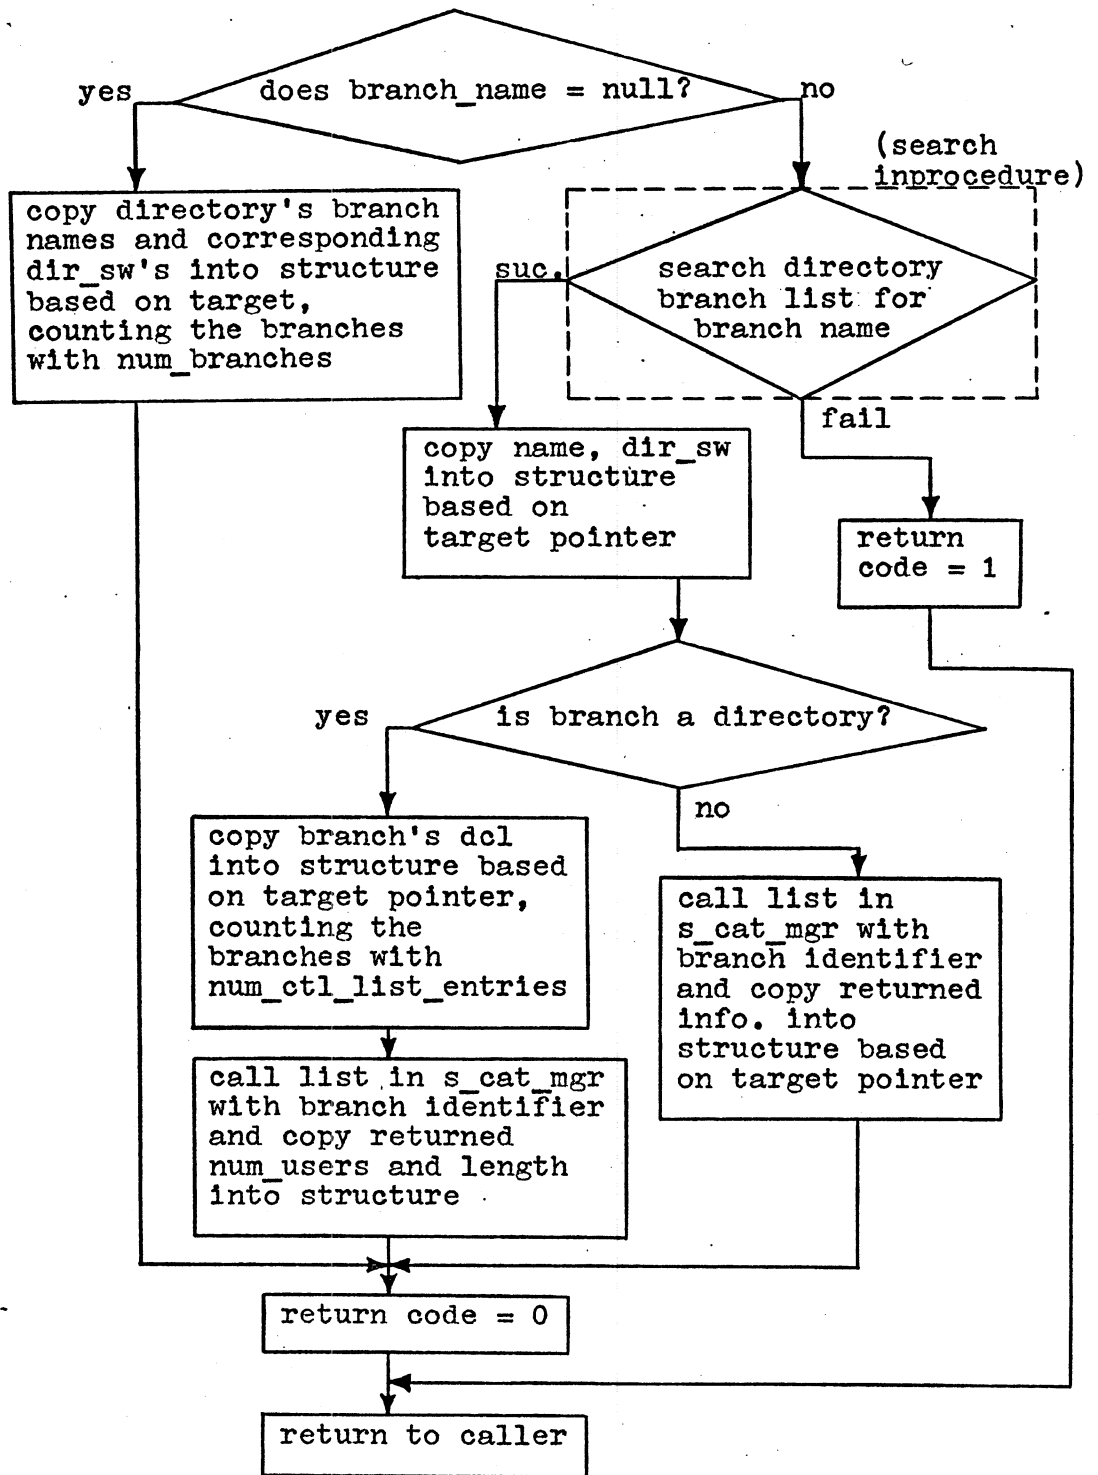 does branch_name = null?
yes
no
(search
inprocedure)
copy directory's branch
names and corresponding
dir_sw's into structure
based on target,
counting the branches
with num_branches
suc.
search directory
branch list for
branch name
fail
copy name, dir_sw
into structure
based on
target pointer
return
code = 1
yes
is branch a directory?
no
copy branch's dcl
into structure based
on target pointer,
counting the
branches with
num_ctl_list_entries
call list in
s_cat_mgr with
branch identifier
and copy returned
info. into
structure based
on target pointer
call list in s_cat_mgr
with branch identifier
and copy returned
num_users and length
into structure
return code = 0
return to caller